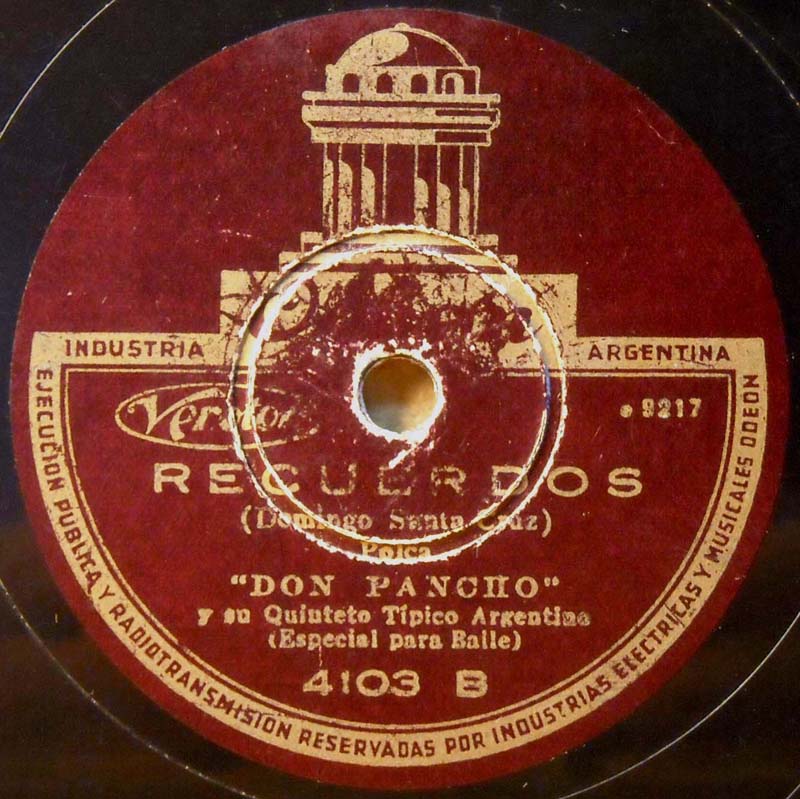 INDUSTRIA ARGENTINA
9217
RECUERDOS
(Domingo Santa Cruz)
Polca
"DON PANCHO"
y su Quinteto Típico Argentino
(Especial para Baile)
4103 B
EJECUCION PUBLICA Y RADIOTRANSMISION RESERVADAS POR INDUSTRIAS ELECTRICAS Y MUSICALES ODEON